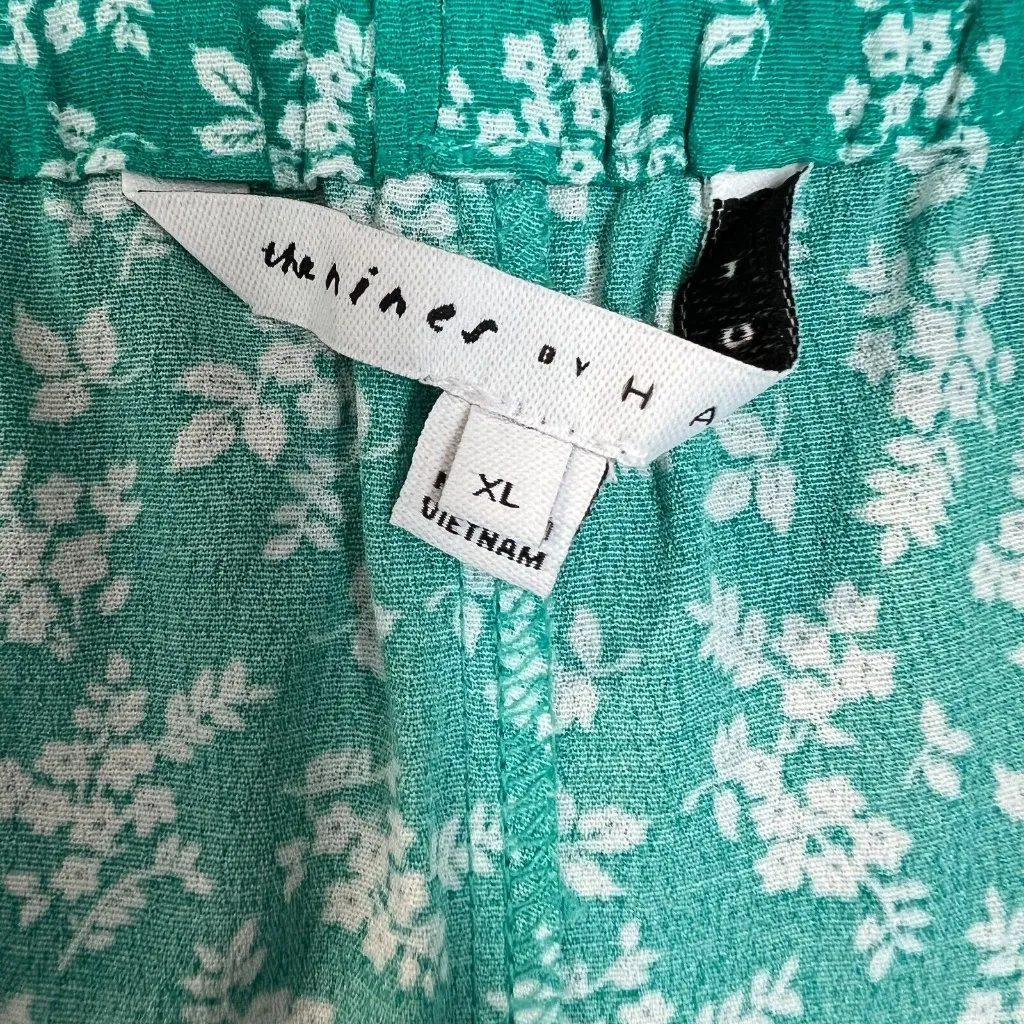 the nines BY HA
XL
VIETNAM